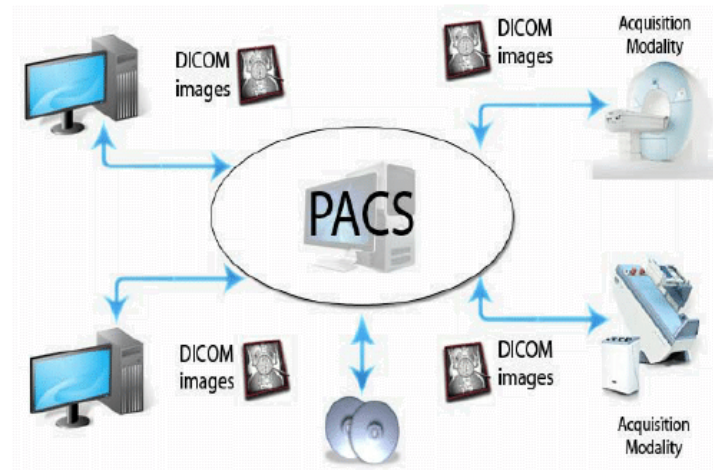 DICOM
images
DICOM
images
Acquisition
Modality
PACS
DICOM
images
DICOM
images
Acquisition
Modality